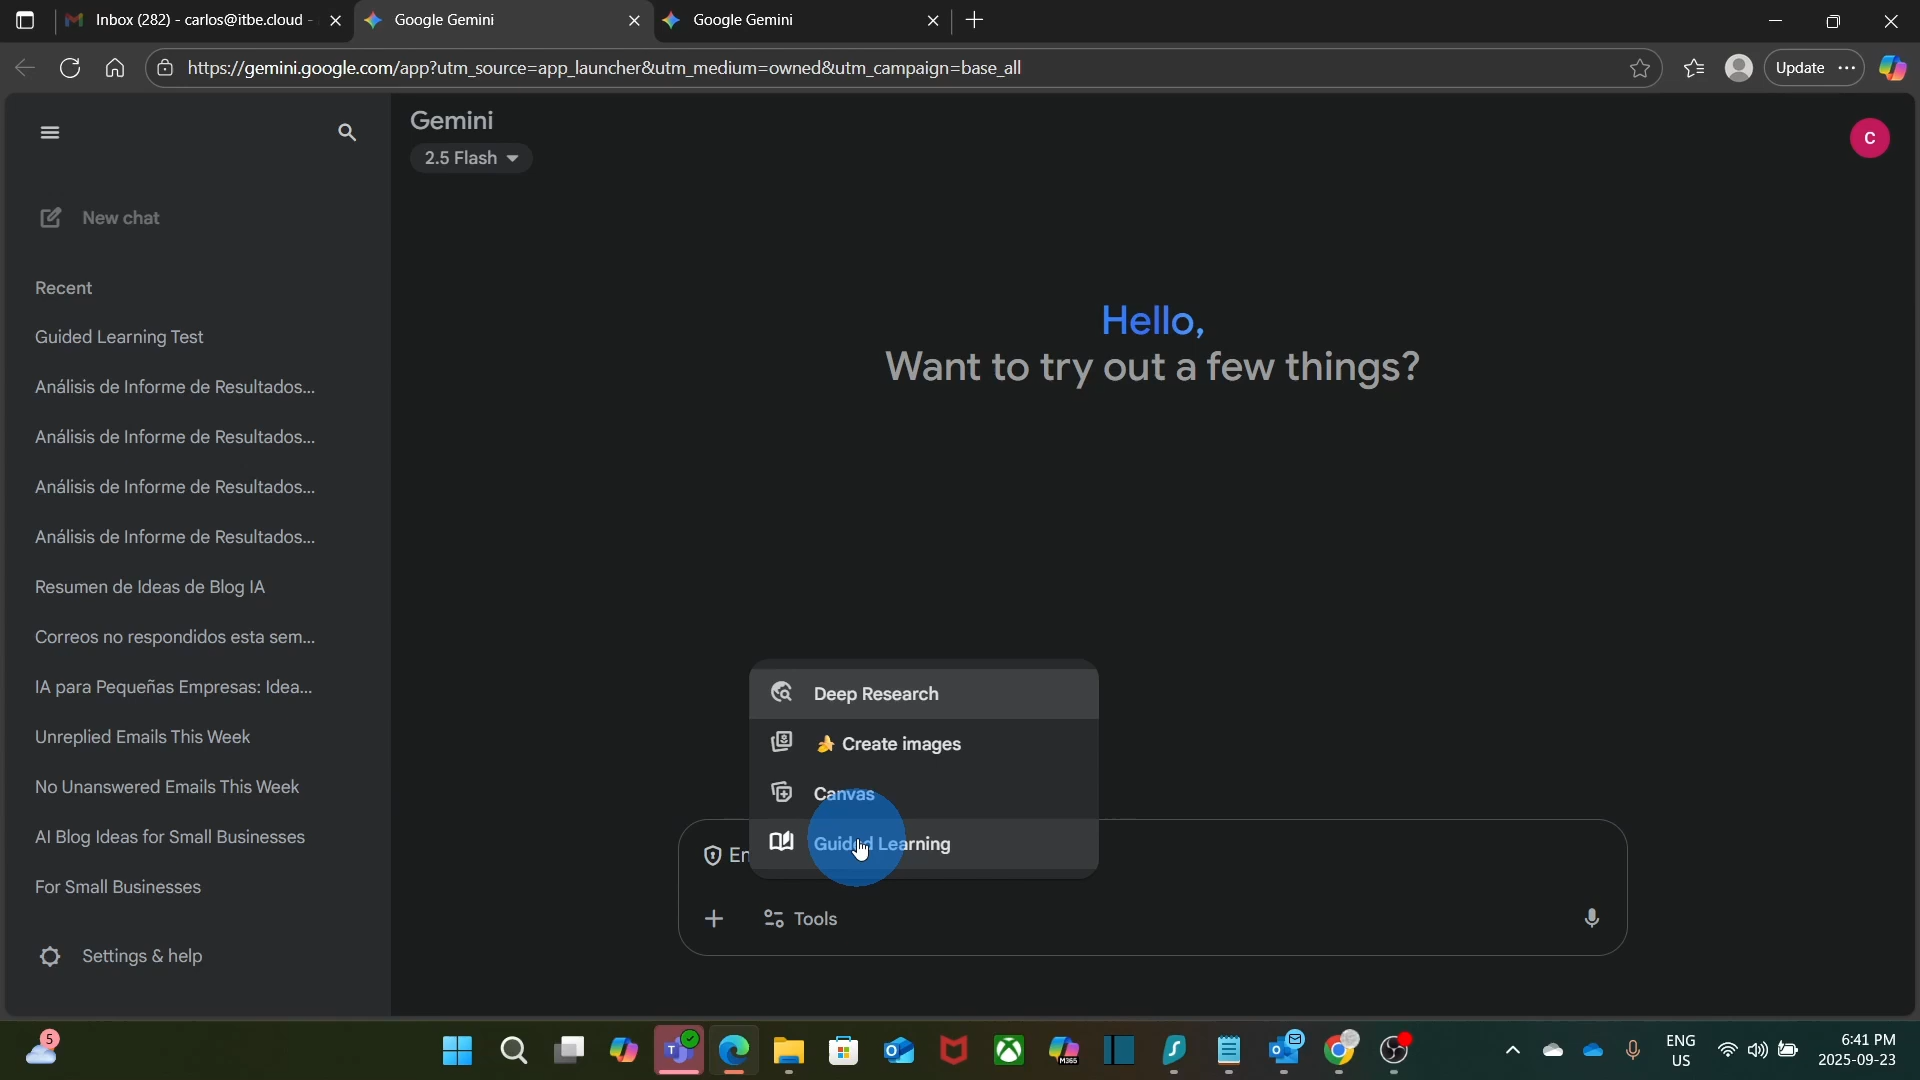 Inbox (282) - carlos@itbe.cloud -
Google Gemini
Google Gemini
https://gemini.google.com/app?utm_source=app_launcher&utm_medium=owned&utm_campaign=base_all
Update
Gemini
2.5 Flash
C
New chat
Recent
Guided Learning Test
Análisis de Informe de Resultados...
Análisis de Informe de Resultados...
Análisis de Informe de Resultados...
Análisis de Informe de Resultados...
Resumen de Ideas de Blog IA
Correos no respondidos esta sem...
IA para Pequeñas Empresas: Idea...
Unreplied Emails This Week
No Unanswered Emails This Week
AI Blog Ideas for Small Businesses
For Small Businesses
Settings & help
Hello,
Want to try out a few things?
Deep Research
Create images
Canvas
Guided Learning
En
Tools
5
M365
ENG
US
6:41 PM
2025-09-23